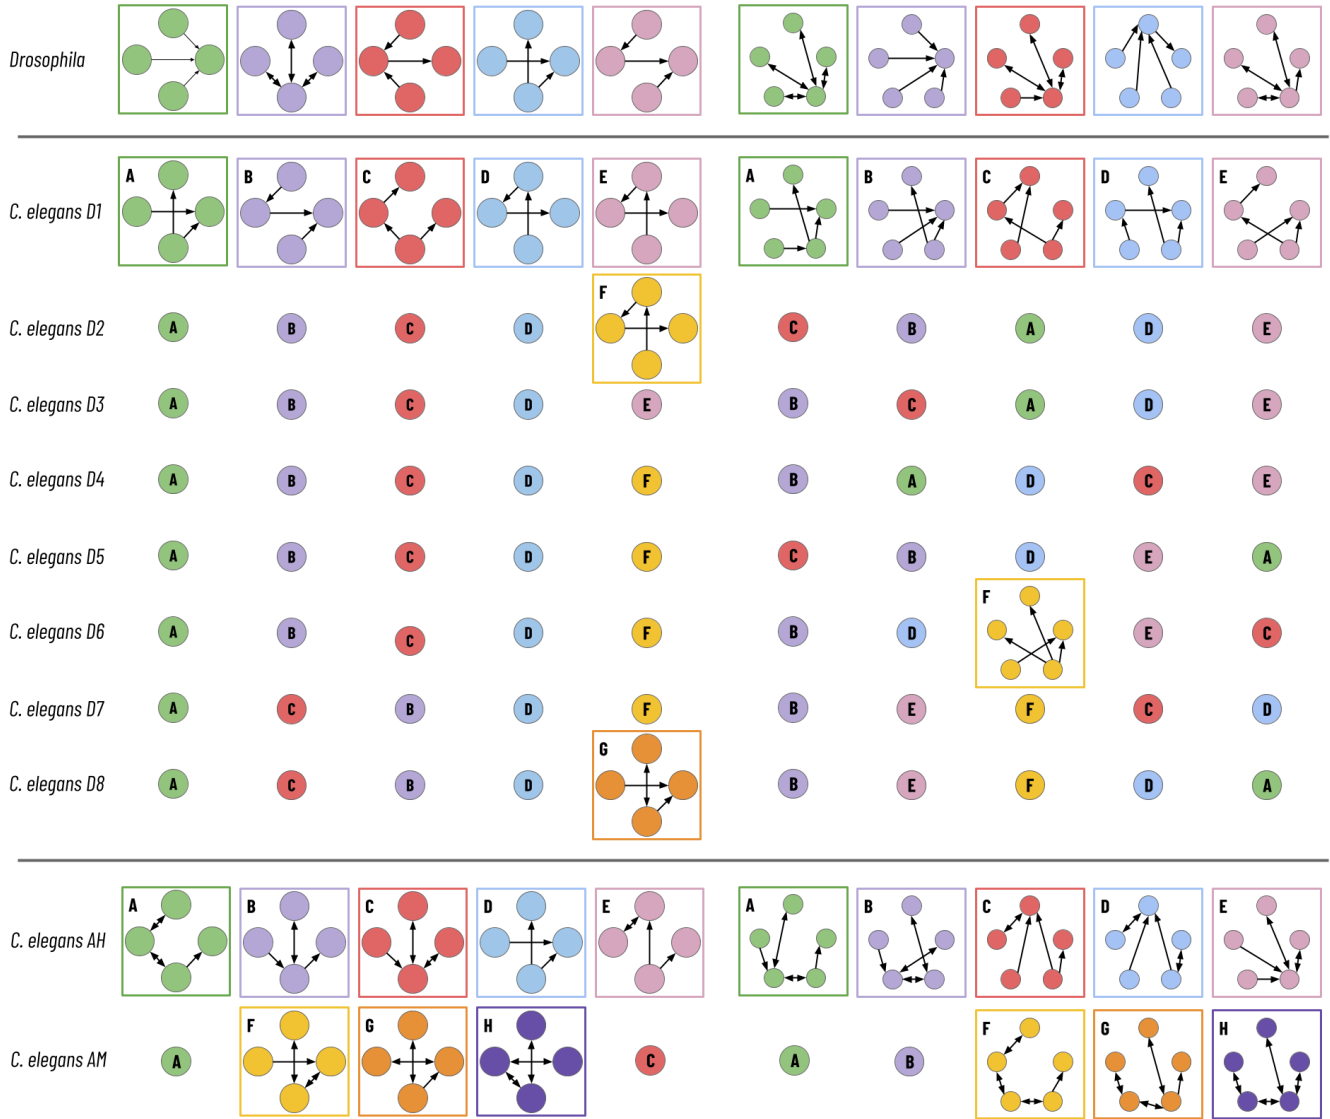 Drosophila
C. elegans D1 A B C D E A B C D E
F
C. elegans D2 A B C D C B A D E
C. elegans D3 A B C D E B C A D E
C. elegans D4 A B C D F B A D C E
C. elegans D5 A B C D F C B D E A
F
C. elegans D6 A B C D F B D E C
C. elegans D7 A C B D F B E F C D
G
C. elegans D8 A C B D B E F D A
C. elegans AH A B C D E A B C D E
F G H F G H
C. elegans AM A C A B